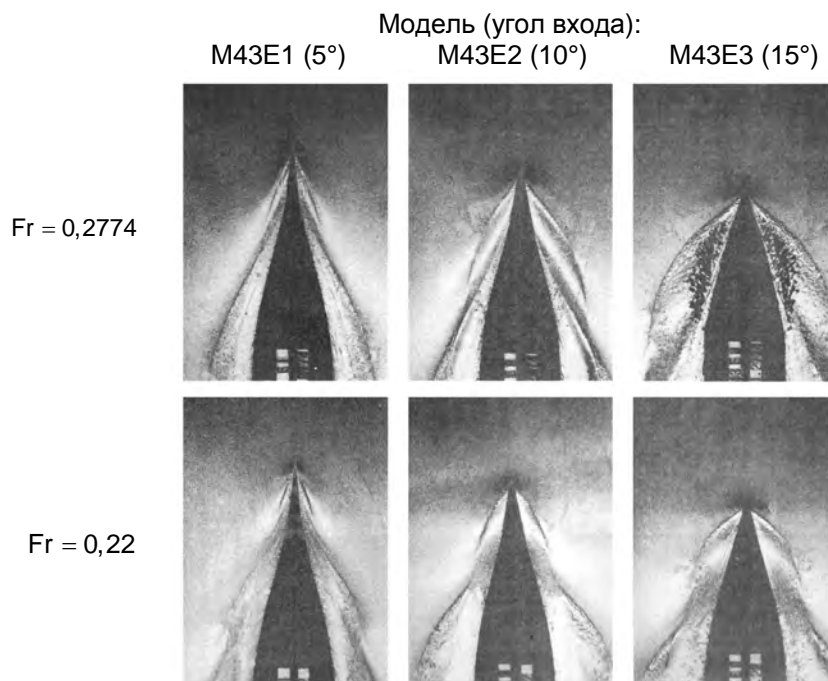 Модель (угол входа):
M43E1 (5°) M43E2 (10°) M43E3 (15°)
Fr = 0,2774
Fr = 0,22